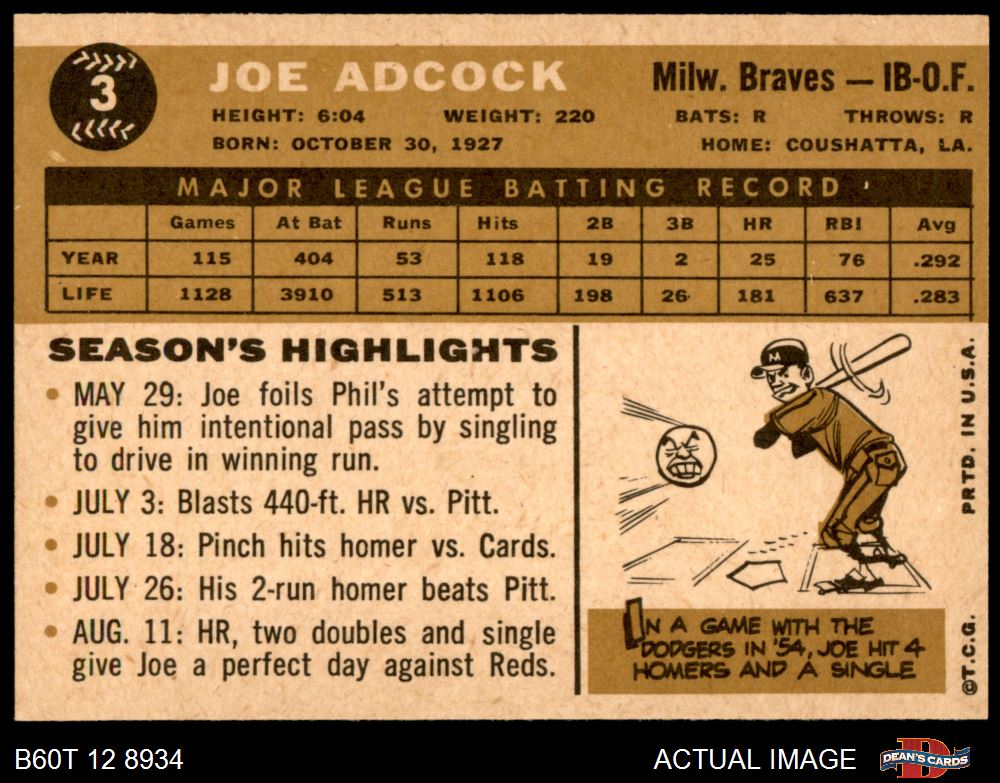 3
JOE ADCOCK
Milw. Braves — IB-O.F.
HEIGHT: 6:04 WEIGHT: 220 BATS: R THROWS: R
BORN: OCTOBER 30, 1927 HOME: COUSHATTA, LA.
MAJOR LEAGUE BATTING RECORD
Games At Bat Runs Hits 2B 3B HR RBI Avg
YEAR 115 404 53 118 19 2 25 76 .292
LIFE 1128 3910 513 1106 198 26 181 637 .283
SEASON'S HIGHLIGHTS
• MAY 29: Joe foils Phil's attempt to
give him intentional pass by singling
to drive in winning run.
• JULY 3: Blasts 440-ft. HR vs. Pitt.
• JULY 18: Pinch hits homer vs. Cards.
• JULY 26: His 2-run homer beats Pitt.
• AUG. 11: HR, two doubles and single
give Joe a perfect day against Reds.
M
IN A GAME WITH THE
DODGERS IN '54, JOE HIT 4
HOMERS AND A SINGLE
PRTD. IN U.S.A.
©T.C.G.
B60T 12 8934
ACTUAL IMAGE
D
DEAN'S CARDS